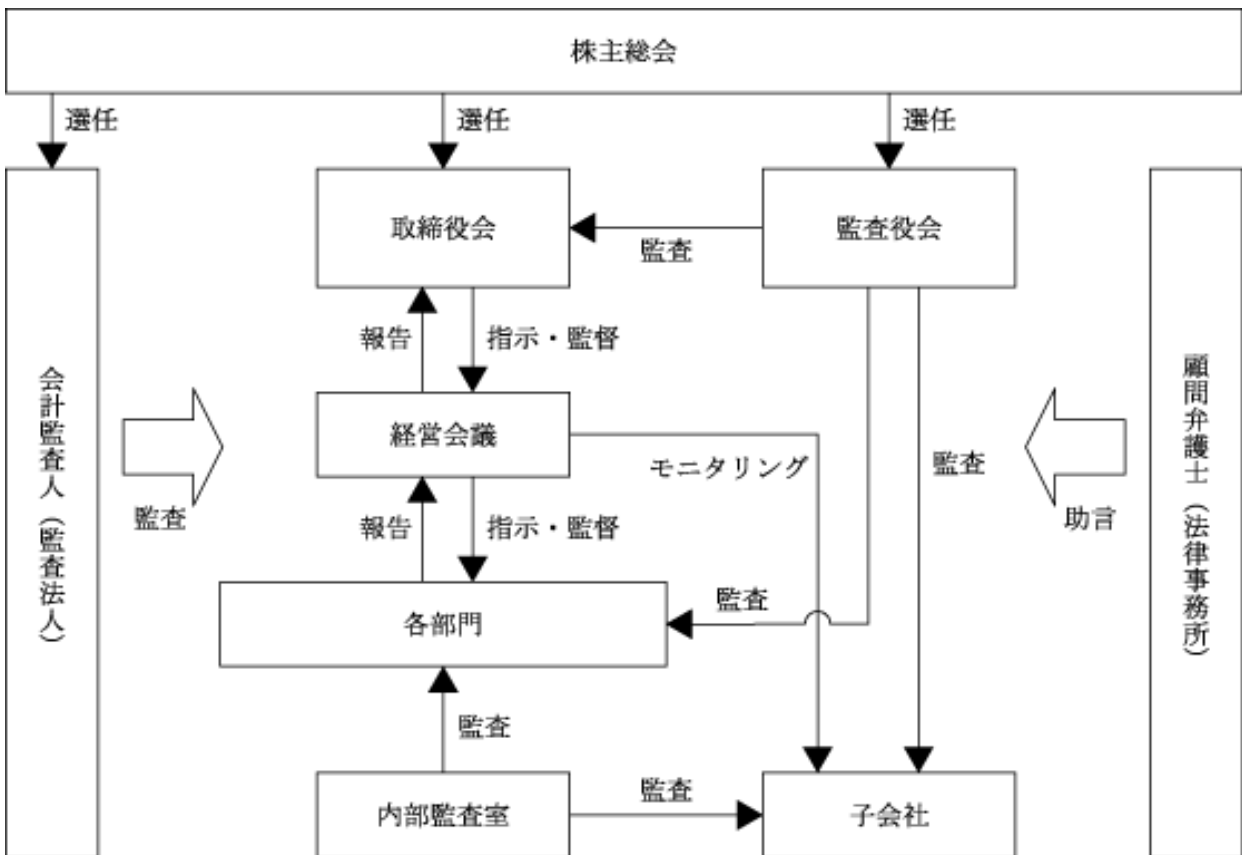 株主総会
選任
選任
選任
取締役会
監査役会
監査
報告
指示・監督
会計監査人（監査法人）
顧問弁護士（法律事務所）
経営会議
モニタリング
監査
監査
助言
報告
指示・監督
監査
各部門
監査
内部監査室
監査
子会社